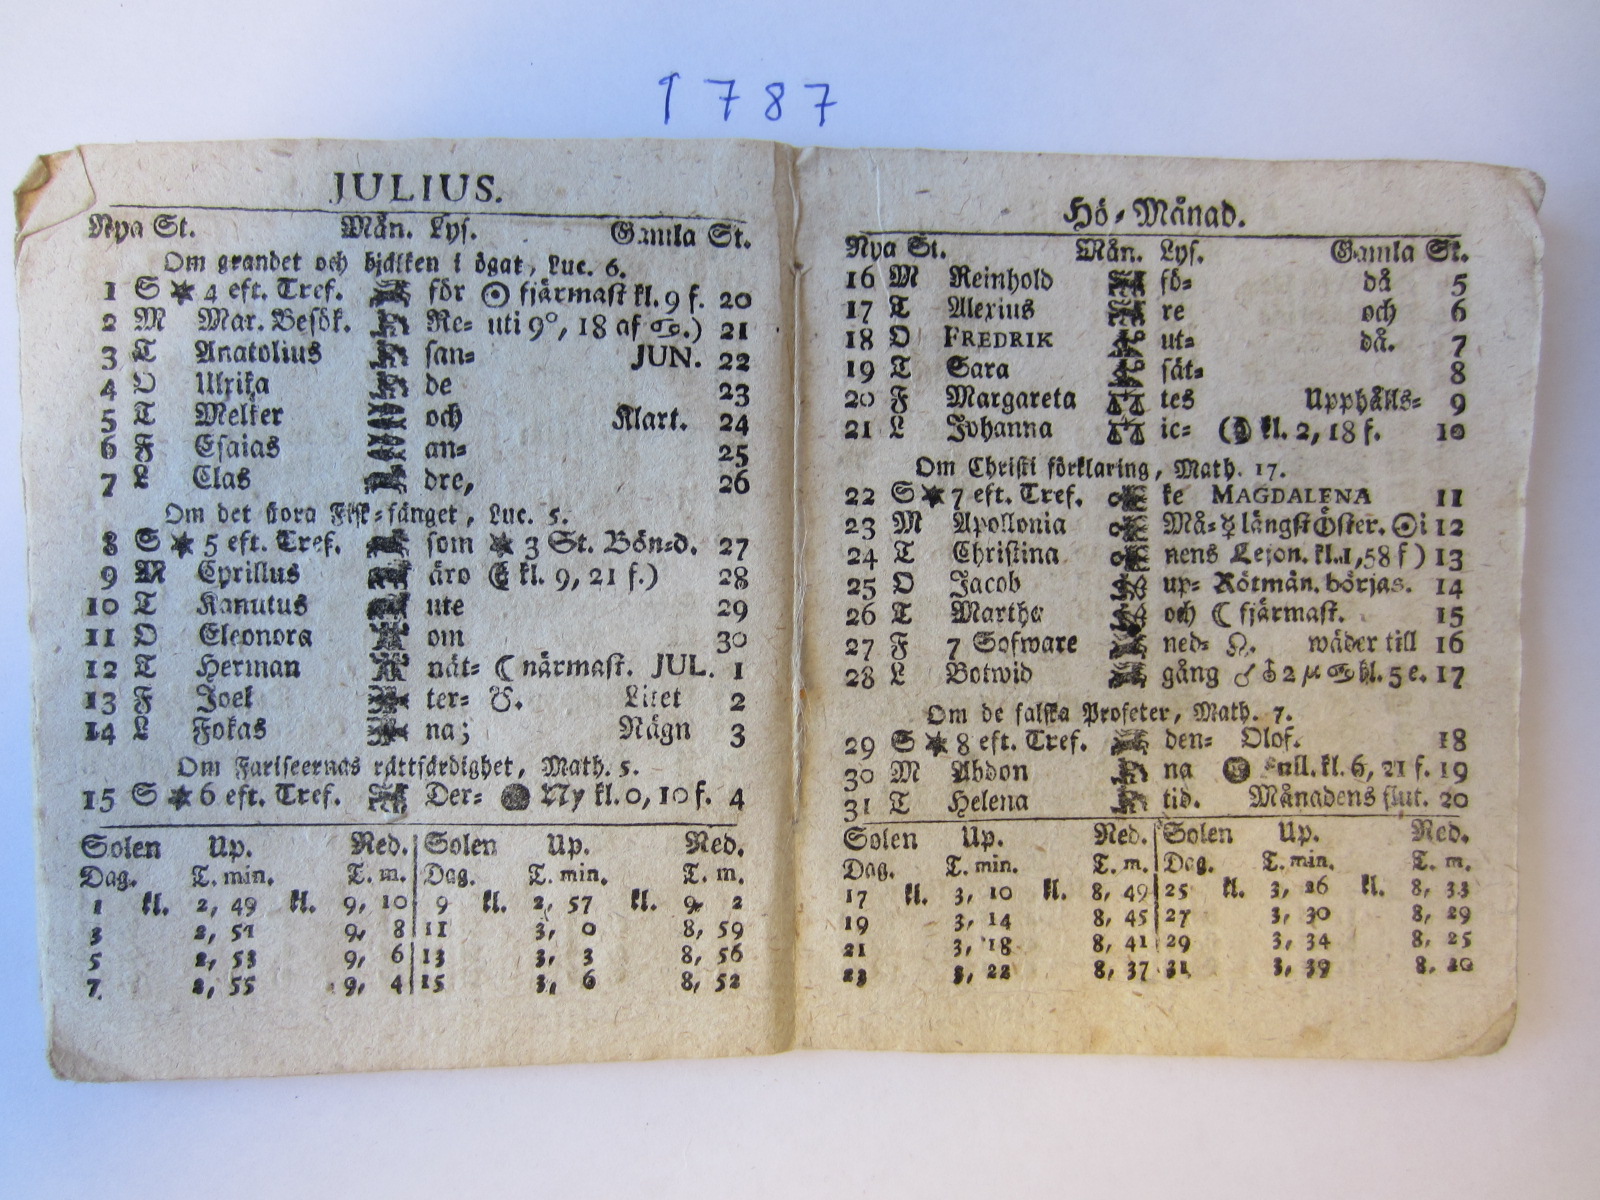 1787
JULIUS.
Nya St. Mån. Lys. Gamla St.
Om grandet och bjälken i ögat, Luc. 6.
1 S ★ 4 eft. Tref. för ☉ fjärmast kl. 9 f. 20
2 M Mar. Besök. Re- uti 9°, 18 af ♋.) 21
3 T Anatolius san- JUN. 22
4 O Ulrika de 23
5 T Melker och Klart. 24
6 F Esaias an- 25
7 L Clas dre, 26
Om det stora Fisk-fänget, Luc. 5.
8 S ★ 5 eft. Tref. som ★ 3 St. Bön-d. 27
9 M Cyrillus äro (☾ kl. 9, 21 f.) 28
10 T Kanutus ute 29
11 O Eleonora om 30
12 T Herman nät- ☾ närmast. JUL. 1
13 F Joel ter- ☋. Litet 2
14 L Fokas na; Rägn 3
Om Fariseernas rättfärdighet, Math. 5.
15 S ★ 6 eft. Tref. Der- ● Ny kl. 0, 10 f. 4
Solen Up. Ned. Solen Up. Ned.
Dag. T. min. T. m. Dag. T. min. T. m.
1 kl. 2, 49 kl. 9, 10 9 kl. 2, 57 kl. 9, 2
3 2, 51 9, 8 11 3, 0 8, 59
5 2, 53 9, 6 13 3, 3 8, 56
7 2, 55 9, 4 15 3, 6 8, 52
Hö-Månad.
Nya St. Mån. Lys. Gamla St.
16 M Reinhold fö- då 5
17 T Alexius re och 6
18 O FREDRIK ut- då. 7
19 T Sara sät- 8
20 F Margareta tes Upphålls- 9
21 L Johanna ic- (☽ kl. 2, 18 f. 10
Om Christi förklaring, Math. 17.
22 S ★ 7 eft. Tref. ke MAGDALENA 11
23 M Apollonia Må- ☿ längst Öster. ☉ i 12
24 T Christina nens Lejon. kl. 1, 58 f) 13
25 O Jacob up- Rötmån. börjas. 14
26 T Martha och ☾ fjärmast. 15
27 F 7 Sofware ned- ☊. wäder till 16
28 L Botwid gång ♂ ♁ 2 μ ♋ kl. 5 e. 17
Om de falska Profeter, Math. 7.
29 S ★ 8 eft. Tref. den- Olof. 18
30 M Abdon na Full. kl. 6, 21 f. 19
31 T Helena tid. Månadens slut. 20
Solen Up. Ned. Solen Up. Ned.
Dag. T. min. T. m. Dag. T. min. T. m.
17 kl. 3, 10 kl. 8, 49 25 kl. 3, 26 kl. 8, 33
19 3, 14 8, 45 27 3, 30 8, 29
21 3, 18 8, 41 29 3, 34 8, 25
23 3, 22 8, 37 31 3, 39 8, 20